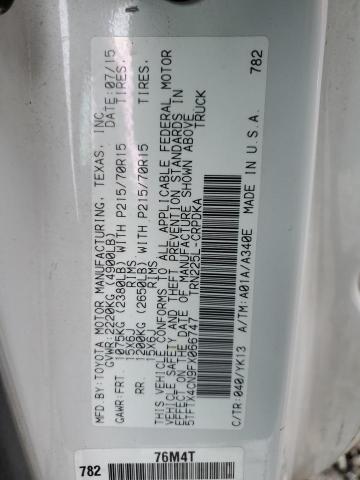 MFD BY:TOYOTA MOTOR MANUFACTURING, TEXAS, INC.
DATE: 07/15
GVWR: 2220KG (4900LB)
GAWR:FRT. 1075KG (2380LB) WITH P215/70R15 TIRES.
15X6J RIMS
RR. 1200KG (2650LB) WITH P215/70R15 TIRES.
15X6J RIMS
THIS VEHICLE CONFORMS TO ALL APPLICABLE FEDERAL MOTOR
VEHICLE SAFETY AND THEFT PREVENTION STANDARDS IN
EFFECT ON THE DATE OF MANUFACTURE SHOWN ABOVE.
5TFTX4CN9FX066747 TRUCK
TRN225L-CRPDKA
C/TR:040/YK13 A/TM:A01A/A340E MADE IN U.S.A. 782
782 76M4T